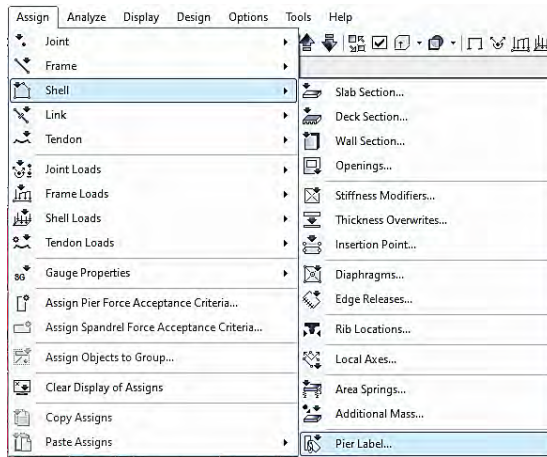 Assign Analyze Display Design Options Tools Help
Joint
Frame
Shell
Link
Tendon
Joint Loads
Frame Loads
Shell Loads
Tendon Loads
SG Gauge Properties
Assign Pier Force Acceptance Criteria...
Assign Spandrel Force Acceptance Criteria...
Assign Objects to Group...
Clear Display of Assigns
Copy Assigns
Paste Assigns
Slab Section...
Deck Section...
Wall Section...
Openings...
Stiffness Modifiers...
Thickness Overwrites...
Insertion Point...
Diaphragms...
Edge Releases...
Rib Locations...
Local Axes...
Area Springs...
Additional Mass...
Pier Label...